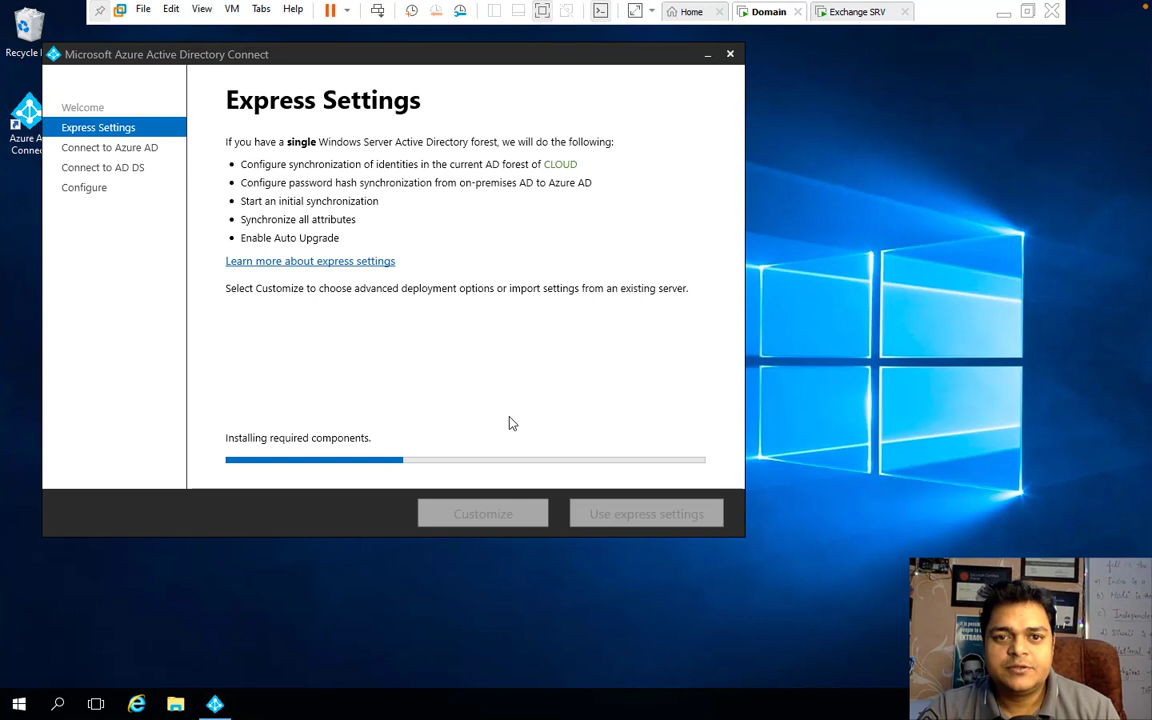 File Edit View VM Tabs Help Home Domain Exchange SRV
Recycle
Azure A
Connec
Microsoft Azure Active Directory Connect
Welcome
Express Settings
Connect to Azure AD
Connect to AD DS
Configure
Express Settings
If you have a single Windows Server Active Directory forest, we will do the following:
Configure synchronization of identities in the current AD forest of CLOUD
Configure password hash synchronization from on-premises AD to Azure AD
Start an initial synchronization
Synchronize all attributes
Enable Auto Upgrade
Learn more about express settings
Select Customize to choose advanced deployment options or import settings from an existing server.
Installing required components.
Customize
Use express settings